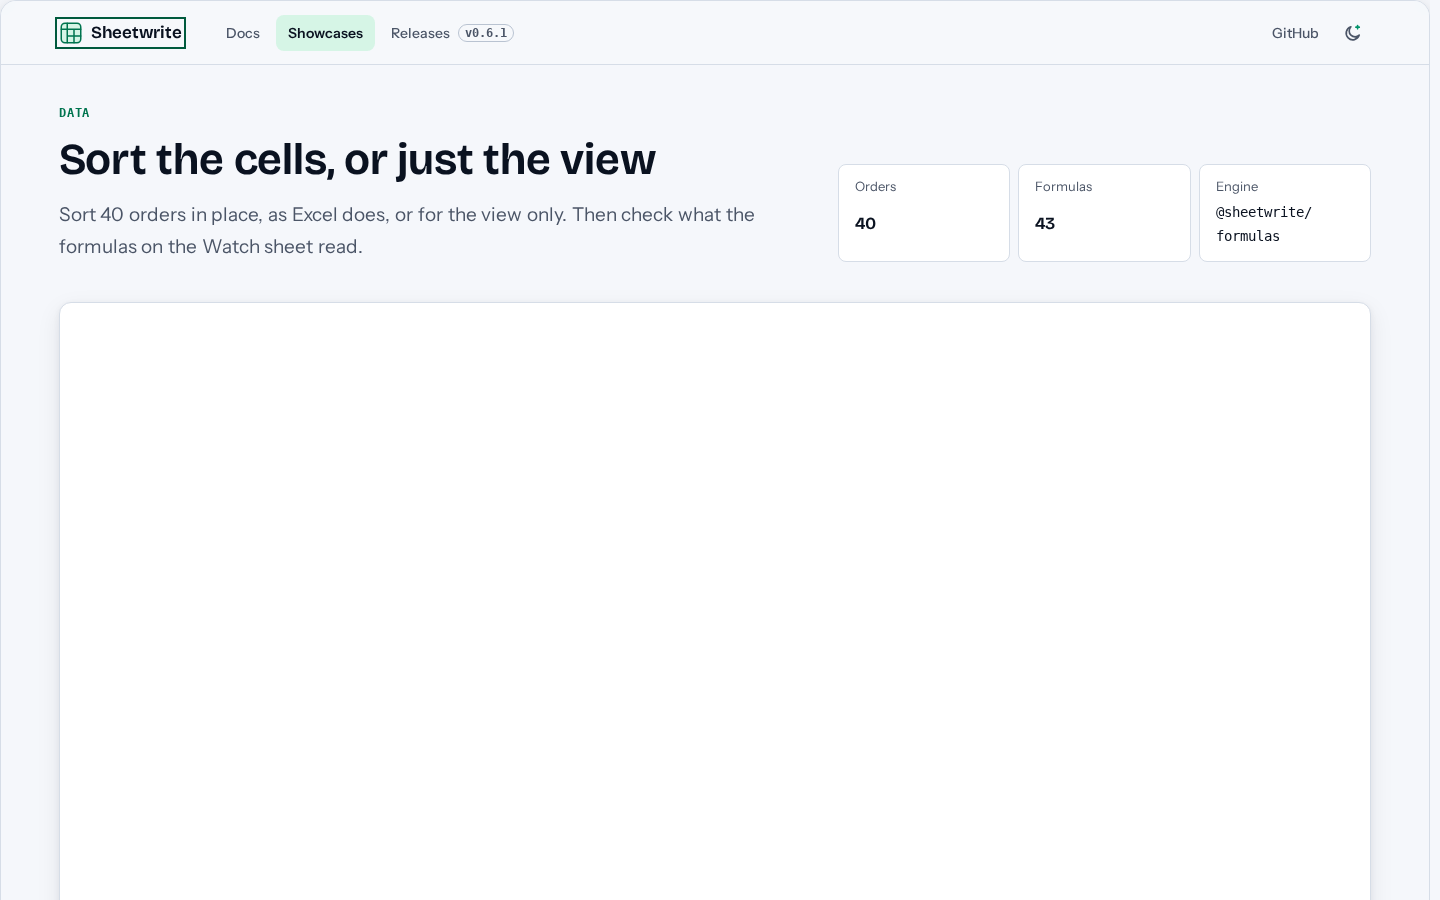 Sheetwrite
Docs
Showcases
Releases v0.6.1
GitHub
DATA
Sort the cells, or just the view
Sort 40 orders in place, as Excel does, or for the view only. Then check what the
formulas on the Watch sheet read.
Orders
40
Formulas
43
Engine
@sheetwrite/
formulas